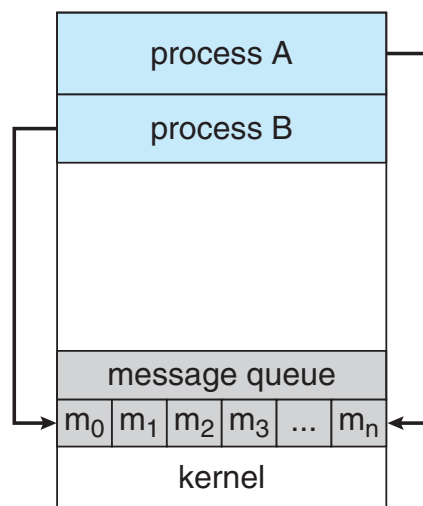 process A
process B
message queue
m₀ m₁ m₂ m₃ ... mₙ
kernel